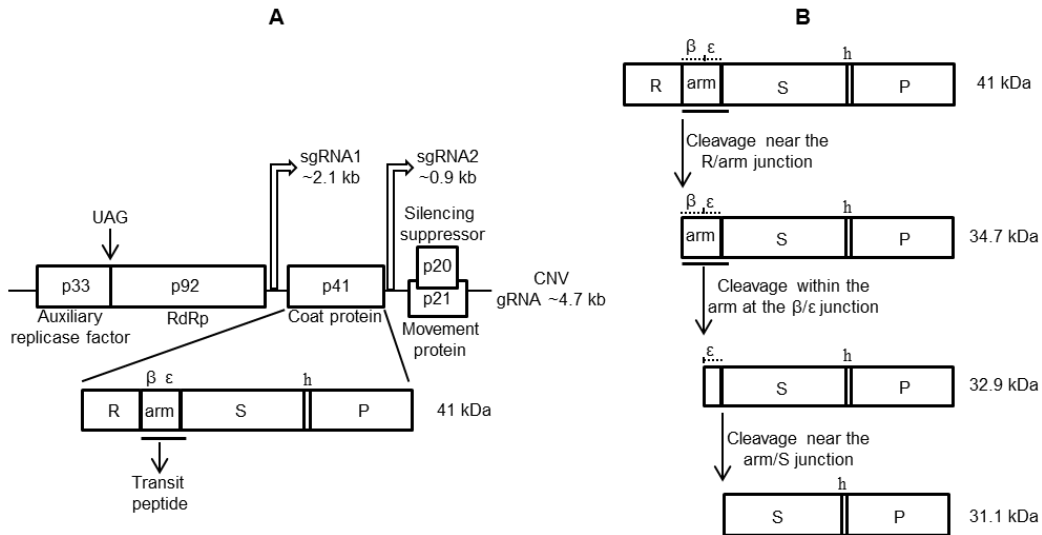 A
sgRNA1
~2.1 kb
sgRNA2
~0.9 kb
UAG
Silencing
suppressor
p33
p92
p41
p20
p21
CNV
gRNA ~4.7 kb
Auxiliary
replicase factor
RdRp
Coat protein
Movement
protein
β ε
h
R
arm
S
P
41 kDa
Transit
peptide
B
β ε
h
R
arm
S
P
41 kDa
Cleavage near the
R/arm junction
β ε
h
arm
S
P
34.7 kDa
Cleavage within the
arm at the β/ε junction
ε
h
S
P
32.9 kDa
Cleavage near the
arm/S junction
h
S
P
31.1 kDa